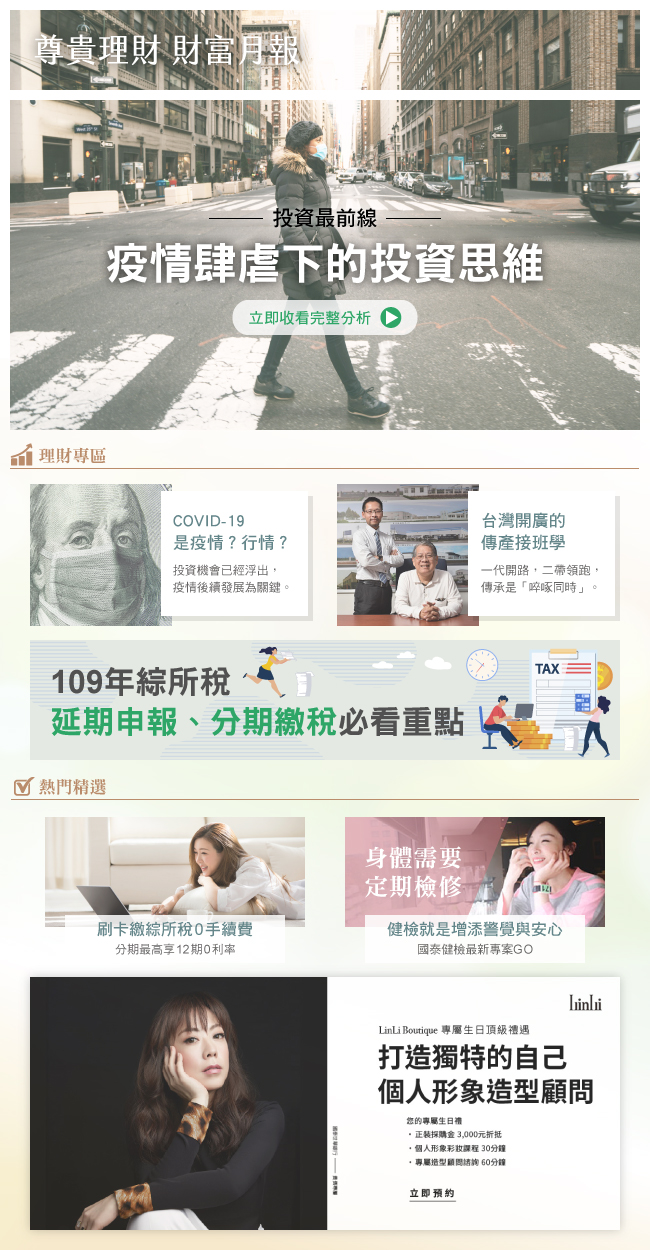 尊貴理財 財富月報
投資最前線
疫情肆虐下的投資思維
立即收看完整分析
理財專區
COVID-19
是疫情？行情？
投資機會已經浮出，
疫情後續發展為關鍵。
台灣開廣的
傳產接班學
一代開路，二帶領跑，
傳承是「啐啄同時」。
109年綜所稅
延期申報、分期繳稅必看重點
TAX
熱門精選
刷卡繳綜所稅0手續費
分期最高享12期0利率
身體需要
定期檢修
健檢就是增添警覺與安心
國泰健檢最新專案GO
LinLi
LinLi Boutique 專屬生日頂級禮遇
打造獨特的自己
個人形象造型顧問
您的專屬生日禮
・正裝採購金 3,000元折抵
・個人形象彩妝課程 30分鐘
・專屬造型顧問諮詢 60分鐘
立即預約